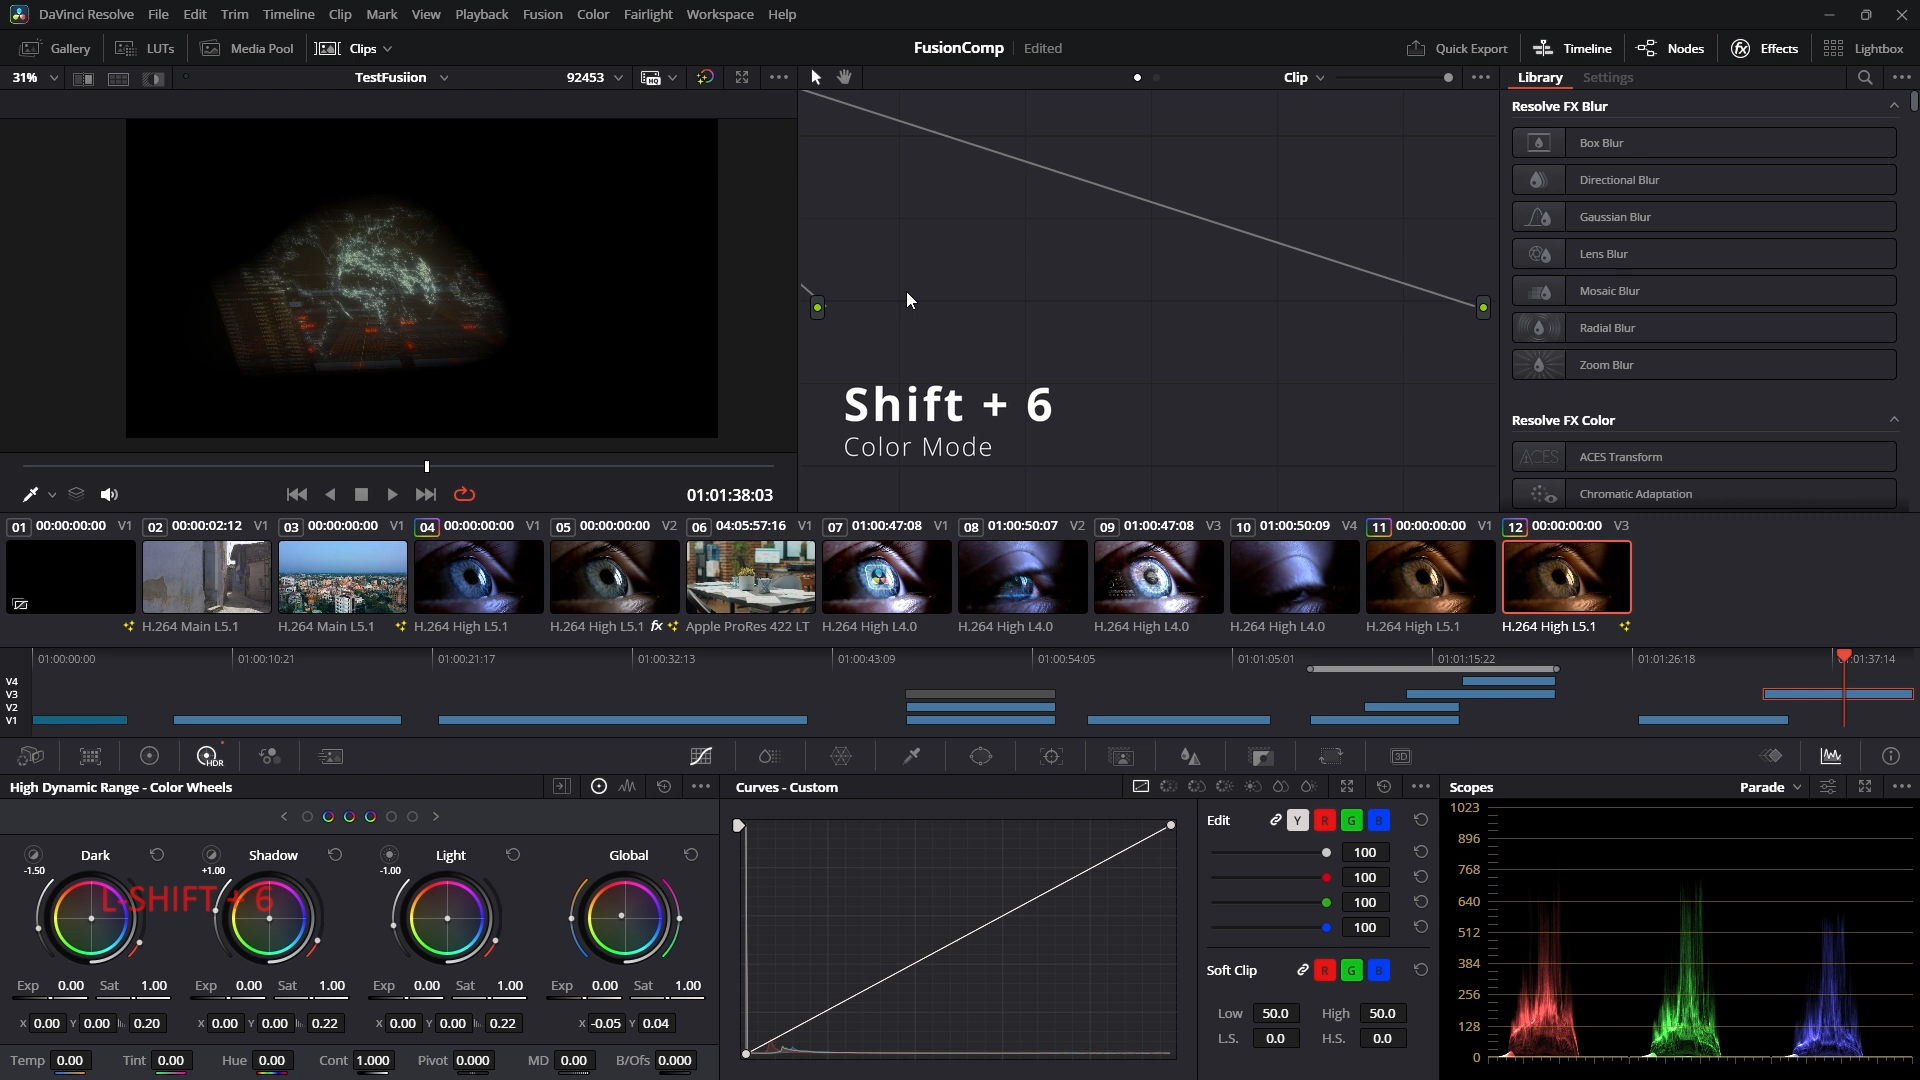 DaVinci Resolve File Edit Trim Timeline Clip Mark View Playback Fusion Color Fairlight Workspace Help
Gallery LUTs Media Pool Clips FusionComp Edited Quick Export Timeline Nodes Effects Lightbox
31% TestFusiion 92453 HQ Clip Library Settings
Resolve FX Blur
Box Blur
Directional Blur
Gaussian Blur
Lens Blur
Mosaic Blur
Radial Blur
Zoom Blur
Shift + 6
Color Mode
Resolve FX Color
ACES ACES Transform
Chromatic Adaptation
01:01:38:03
01 00:00:00:00 V1 02 00:00:02:12 V1 03 00:00:00:00 V1 04 00:00:00:00 V1 05 00:00:00:00 V2 06 04:05:57:16 V1 07 01:00:47:08 V1 08 01:00:50:07 V2 09 01:00:47:08 V3 10 01:00:50:09 V4 11 00:00:00:00 V1 12 00:00:00:00 V3
H.264 Main L5.1 H.264 Main L5.1 H.264 High L5.1 H.264 High L5.1 fx Apple ProRes 422 LT H.264 High L4.0 H.264 High L4.0 H.264 High L4.0 H.264 High L4.0 H.264 High L5.1 H.264 High L5.1
01:00:00:00 01:00:10:21 01:00:21:17 01:00:32:13 01:00:43:09 01:00:54:05 01:01:05:01 01:01:15:22 01:01:26:18 01:01:37:14
V4
V3
V2
V1
HDR 3D
High Dynamic Range - Color Wheels Curves - Custom Scopes Parade
Dark Shadow Light Global
-1.50 +1.00 -1.00
L-SHIFT + 6
Exp 0.00 Sat 1.00 Exp 0.00 Sat 1.00 Exp 0.00 Sat 1.00 Exp 0.00 Sat 1.00
X 0.00 Y 0.00 0.20 X 0.00 Y 0.00 0.22 X 0.00 Y 0.00 0.22 X -0.05 Y 0.04
Temp 0.00 Tint 0.00 Hue 0.00 Cont 1.000 Pivot 0.000 MD 0.00 B/Ofs 0.000
Edit Y R G B
100
100
100
100
Soft Clip R G B
Low 50.0 High 50.0
L.S. 0.0 H.S. 0.0
1023
896
768
640
512
384
256
128
0